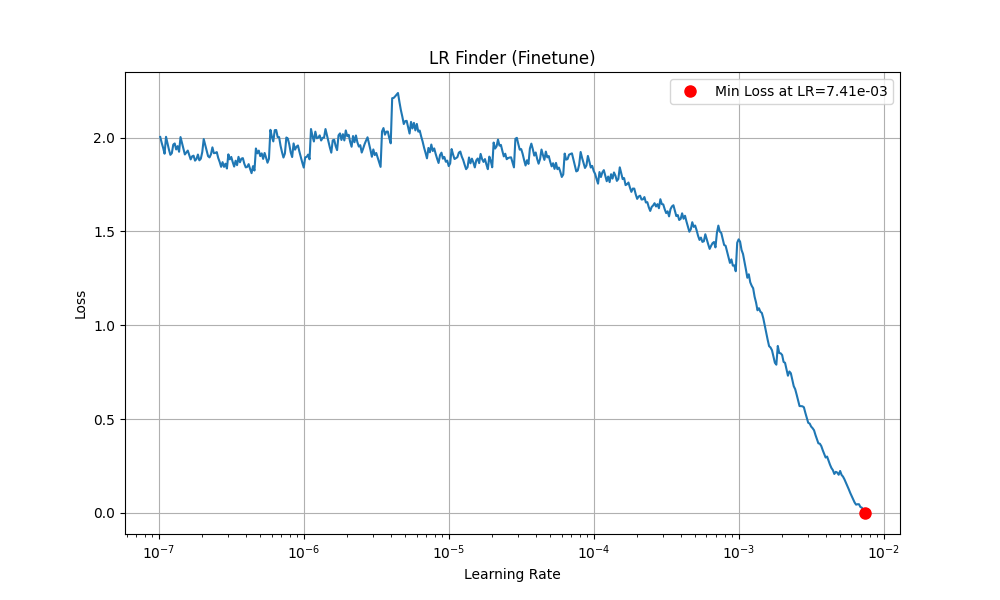 LR Finder (Finetune)
Min Loss at LR=7.41e-03
Loss
2.0
1.5
1.0
0.5
0.0
10⁻⁷ 10⁻⁶ 10⁻⁵ 10⁻⁴ 10⁻³ 10⁻²
Learning Rate